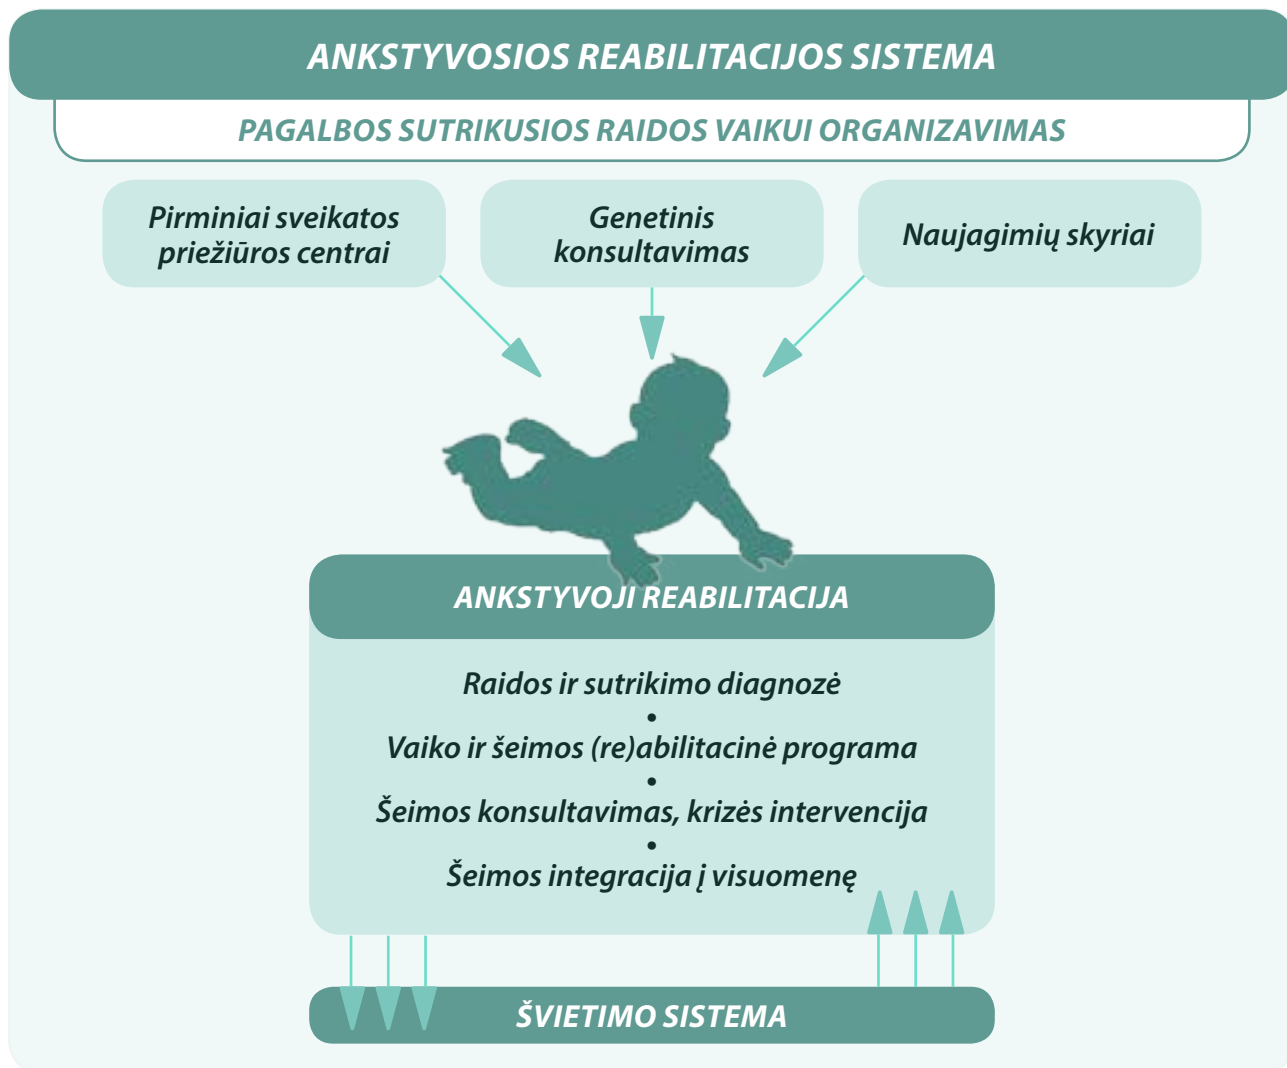 ANKSTYVOSIOS REABILITACIJOS SISTEMA
PAGALBOS SUTRIKUSIOS RAIDOS VAIKUI ORGANIZAVIMAS
Pirminiai sveikatos
priežiūros centrai
Genetinis
konsultavimas
Naujagimių skyriai
ANKSTYVOJI REABILITACIJA
Raidos ir sutrikimo diagnozė
•
Vaiko ir šeimos (re)abilitacinė programa
•
Šeimos konsultavimas, krizės intervencija
•
Šeimos integracija į visuomenę
ŠVIETIMO SISTEMA